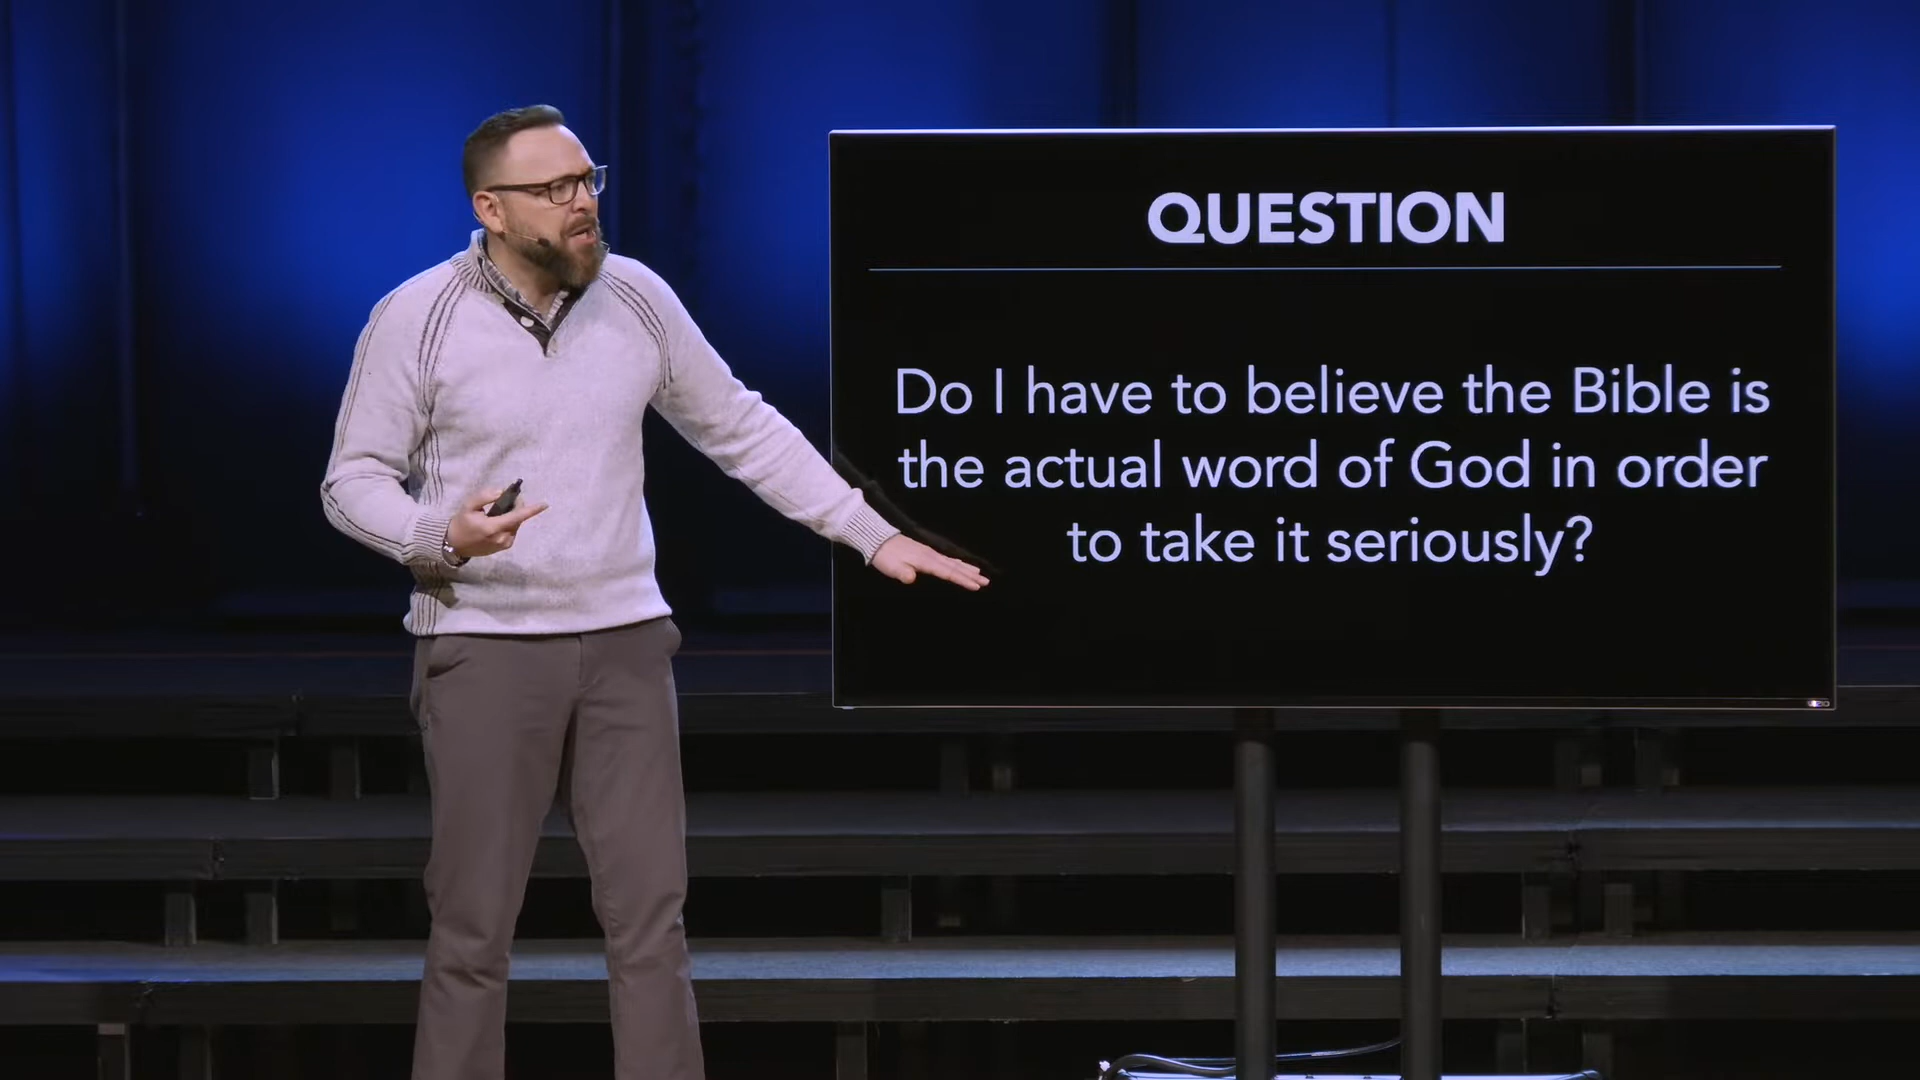 QUESTION
Do I have to believe the Bible is
the actual word of God in order
to take it seriously?
VIZIO